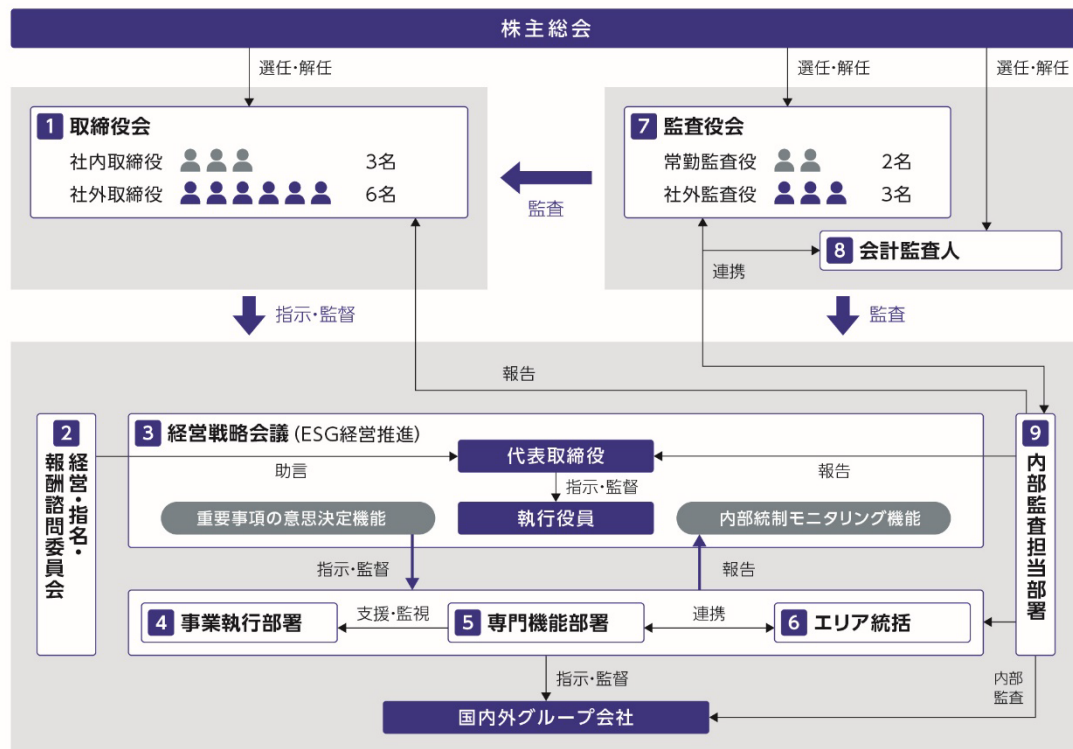 株主総会
選任・解任
選任・解任
選任・解任
1 取締役会
社内取締役 3名
社外取締役 6名
監査
7 監査役会
常勤監査役 2名
社外監査役 3名
8 会計監査人
連携
指示・監督
監査
報告
2 経営・指名・
報酬諮問委員会
3 経営戦略会議 (ESG経営推進)
代表取締役
助言
報告
指示・監督
重要事項の意思決定機能
執行役員
内部統制モニタリング機能
9 内部監査担当部署
指示・監督
報告
4 事業執行部署
支援・監視
5 専門機能部署
連携
6 エリア統括
指示・監督
内部
監査
国内外グループ会社